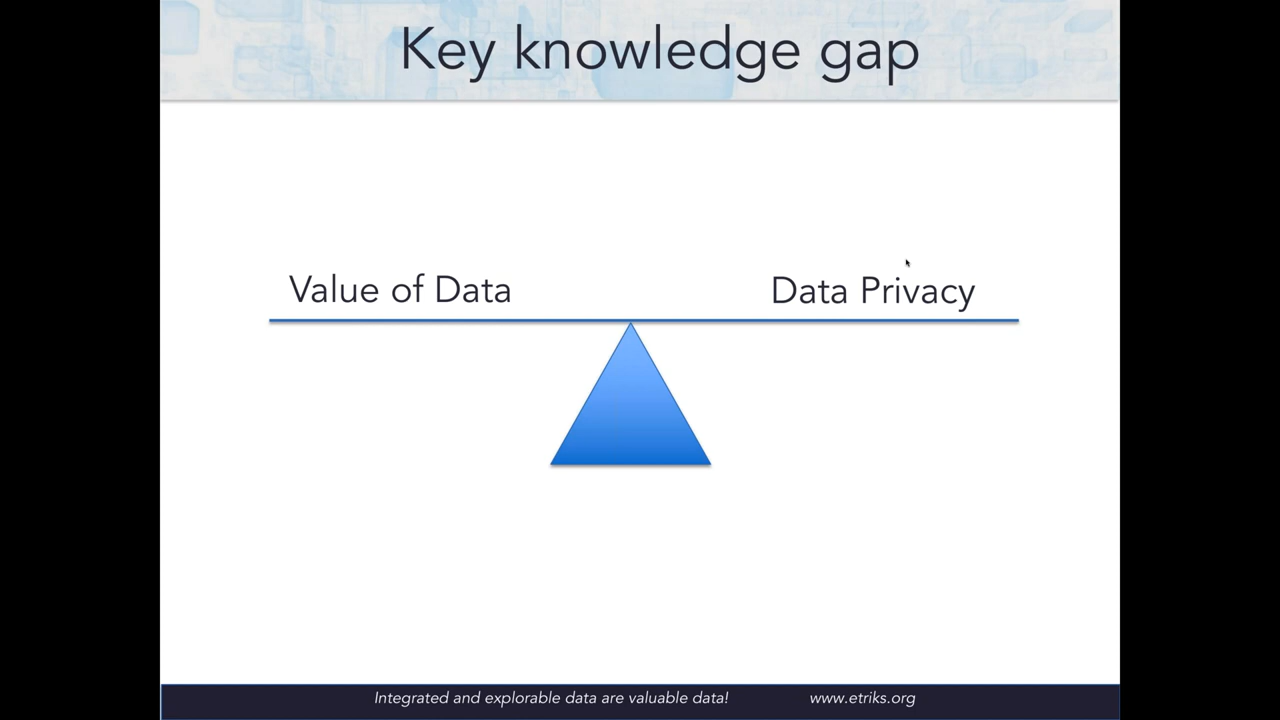 Key knowledge gap
Value of Data
Data Privacy
Integrated and explorable data are valuable data!
www.etriks.org